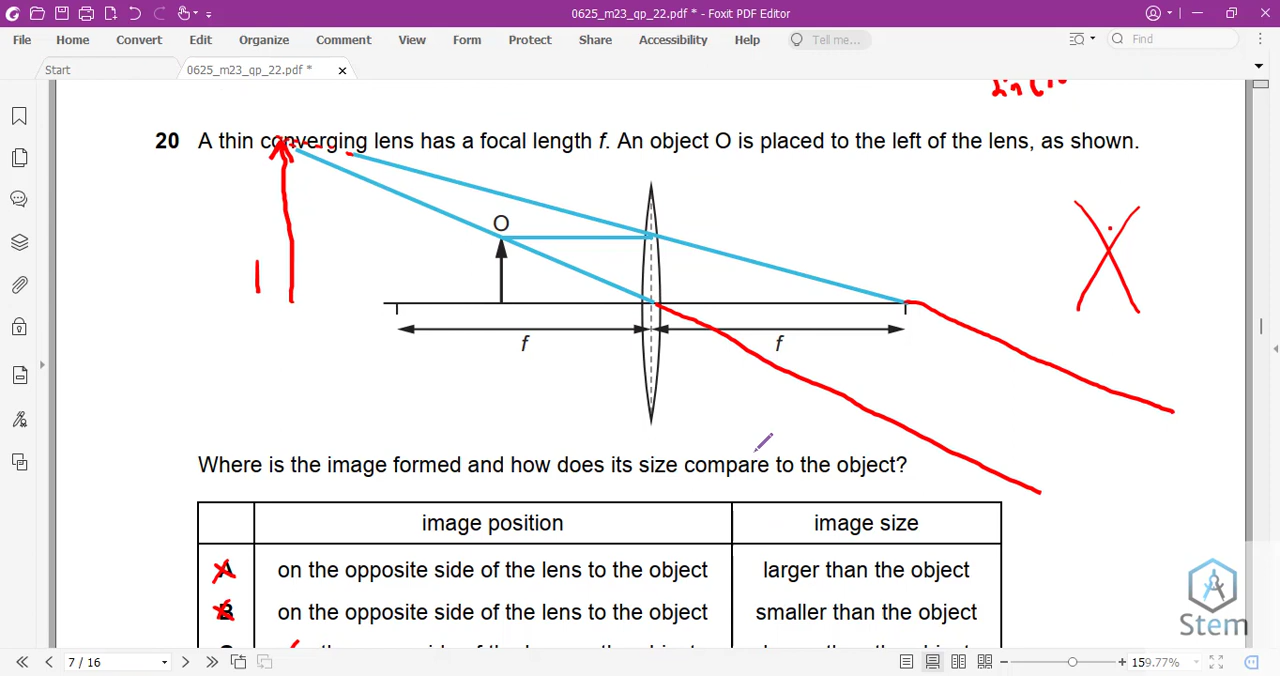 0625_m23_qp_22.pdf * - Foxit PDF Editor
File Home Convert Edit Organize Comment View Form Protect Share Accessibility Help Tell me... Find
Start 0625_m23_qp_22.pdf *
20 A thin converging lens has a focal length f. An object O is placed to the left of the lens, as shown.
O
I
f f
Where is the image formed and how does its size compare to the object?
image position image size
A on the opposite side of the lens to the object larger than the object
B on the opposite side of the lens to the object smaller than the object
Stem
7 / 16 159.77%